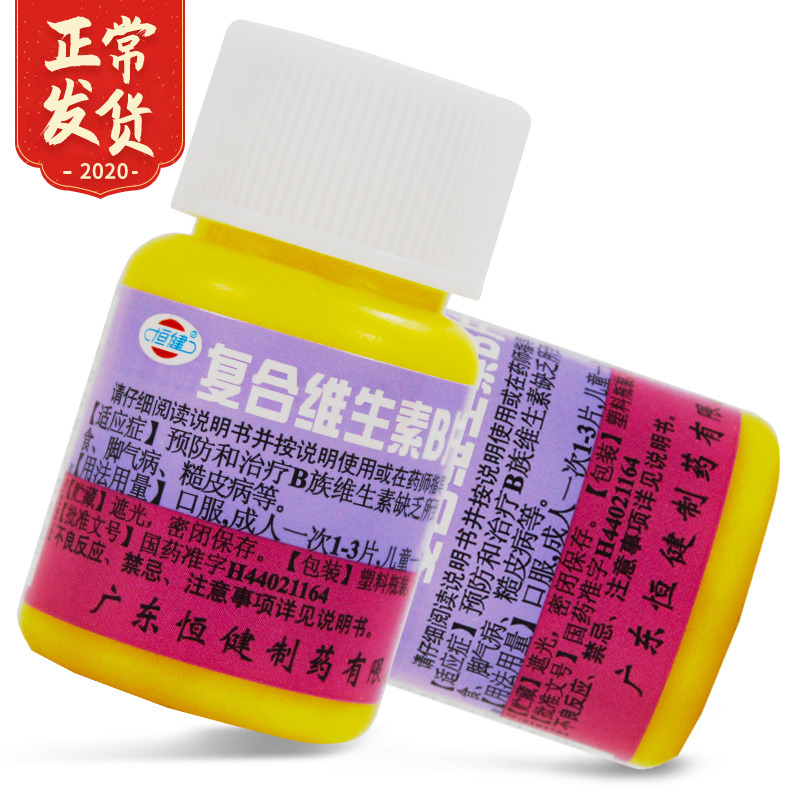 正常
发货
-2020-
恒健®
复合维生素B
请仔细阅读说明书并按说明使用或在药师指导
【适应症】预防和治疗B族维生素缺乏所
食、脚气病、糙皮病等。
【用法用量】口服,成人一次1-3片,儿童一
【贮藏】遮光，密闭保存。【包装】塑料瓶装
【批准文号】国药准字H44021164
不良反应、禁忌、注意事项详见说明书。
广东恒健制药有限
请仔细阅读说明书并按说明使用或在药师指
【适应症】预防和治疗B族维生素缺乏所
食、脚气病、糙皮病等。
【用法用量】口服,成人一次1-3片,儿童一
【贮藏】遮光，密闭保存。【包装】塑料瓶装
【批准文号】国药准字H44021164
不良反应、禁忌、注意事项详见说明书。
广东恒健制药有限